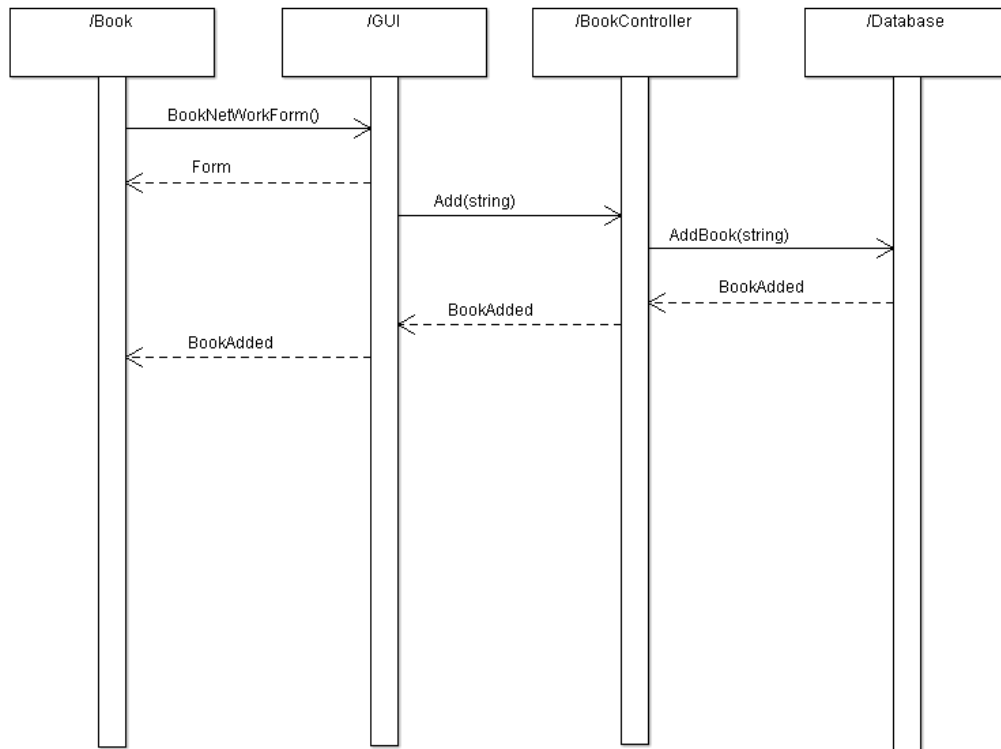 /Book
/GUI
/BookController
/Database
BookNetWorkForm()
Form
Add(string)
AddBook(string)
BookAdded
BookAdded
BookAdded